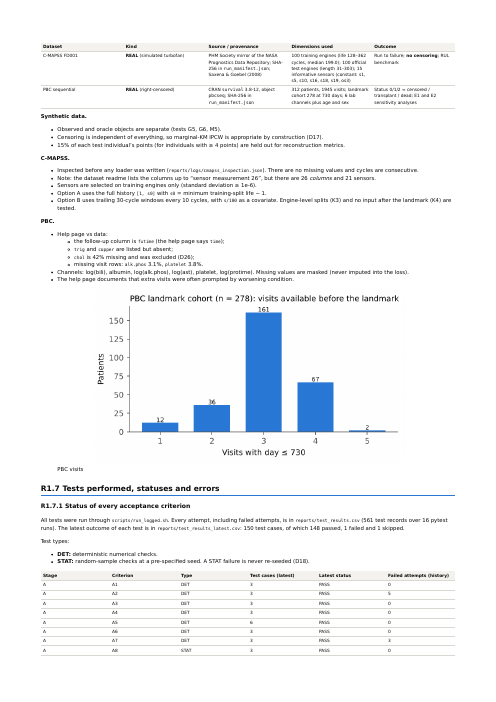 Dataset Kind Source / provenance Dimensions used Outcome
C-MAPSS FD001 REAL (simulated turbofan) PHM Society mirror of the NASA Prognostics Data Repository; SHA-256 in run_manifest.json; Saxena & Goebel (2008) 100 training engines (life 128–362 cycles, median 199.0); 100 official test engines (length 31–303); 15 informative sensors (constant: s1, s5, s10, s16, s18, s19, os3) Run to failure; no censoring; RUL benchmark
PBC sequential REAL (right-censored) CRAN survival 3.8-12, object pbcseq; SHA-256 in run_manifest.json 312 patients, 1945 visits; landmark cohort 278 at 730 days; 6 lab channels plus age and sex Status 0/1/2 = censored / transplant / dead; E1 and E2 sensitivity analyses
Synthetic data.
• Observed and oracle objects are separate (tests G5, G6, M5).
• Censoring is independent of everything, so marginal-KM IPCW is appropriate by construction (D17).
• 15% of each test individual's points (for individuals with ≥ 4 points) are held out for reconstruction metrics.
C-MAPSS.
• Inspected before any loader was written (reports/logs/cmapss_inspection.json). There are no missing values and cycles are consecutive.
• Note: the dataset readme lists the columns up to "sensor measurement 26", but there are 26 columns and 21 sensors.
• Sensors are selected on training engines only (standard deviation ≥ 1e-6).
• Option A uses the full history (1, s0) with s0 = minimum training-split life − 1.
• Option B uses trailing 30-cycle windows every 10 cycles, with s/100 as a covariate. Engine-level splits (K3) and no input after the landmark (K4) are
tested.
PBC.
• Help page vs data:
• the follow-up column is futime (the help page says time);
• trig and copper are listed but absent;
• chol is 42% missing and was excluded (D26);
• missing visit rows: alk.phos 3.1%, platelet 3.8%.
• Channels: log(bili), albumin, log(alk.phos), log(ast), platelet, log(protime). Missing values are masked (never imputed into the loss).
• The help page documents that extra visits were often prompted by worsening condition.
PBC landmark cohort (n = 278): visits available before the landmark
Patients
150
125
100
75
50
25
0
12
36
161
67
2
1 2 3 4 5
Visits with day ≤ 730
PBC visits
R1.7 Tests performed, statuses and errors
R1.7.1 Status of every acceptance criterion
All tests were run through scripts/run_logged.sh. Every attempt, including failed attempts, is in reports/test_results.csv (561 test records over 16 pytest
runs). The latest outcome of each test is in reports/test_results_latest.csv: 150 test cases, of which 148 passed, 1 failed and 1 skipped.
Test types:
• DET: deterministic numerical checks.
• STAT: random-sample checks at a pre-specified seed. A STAT failure is never re-seeded (D18).
Stage Criterion Type Test cases (latest) Latest status Failed attempts (history)
A A1 DET 3 PASS 0
A A2 DET 3 PASS 5
A A3 DET 3 PASS 0
A A4 DET 3 PASS 0
A A5 DET 6 PASS 0
A A6 DET 3 PASS 0
A A7 DET 3 PASS 3
A A8 STAT 3 PASS 0